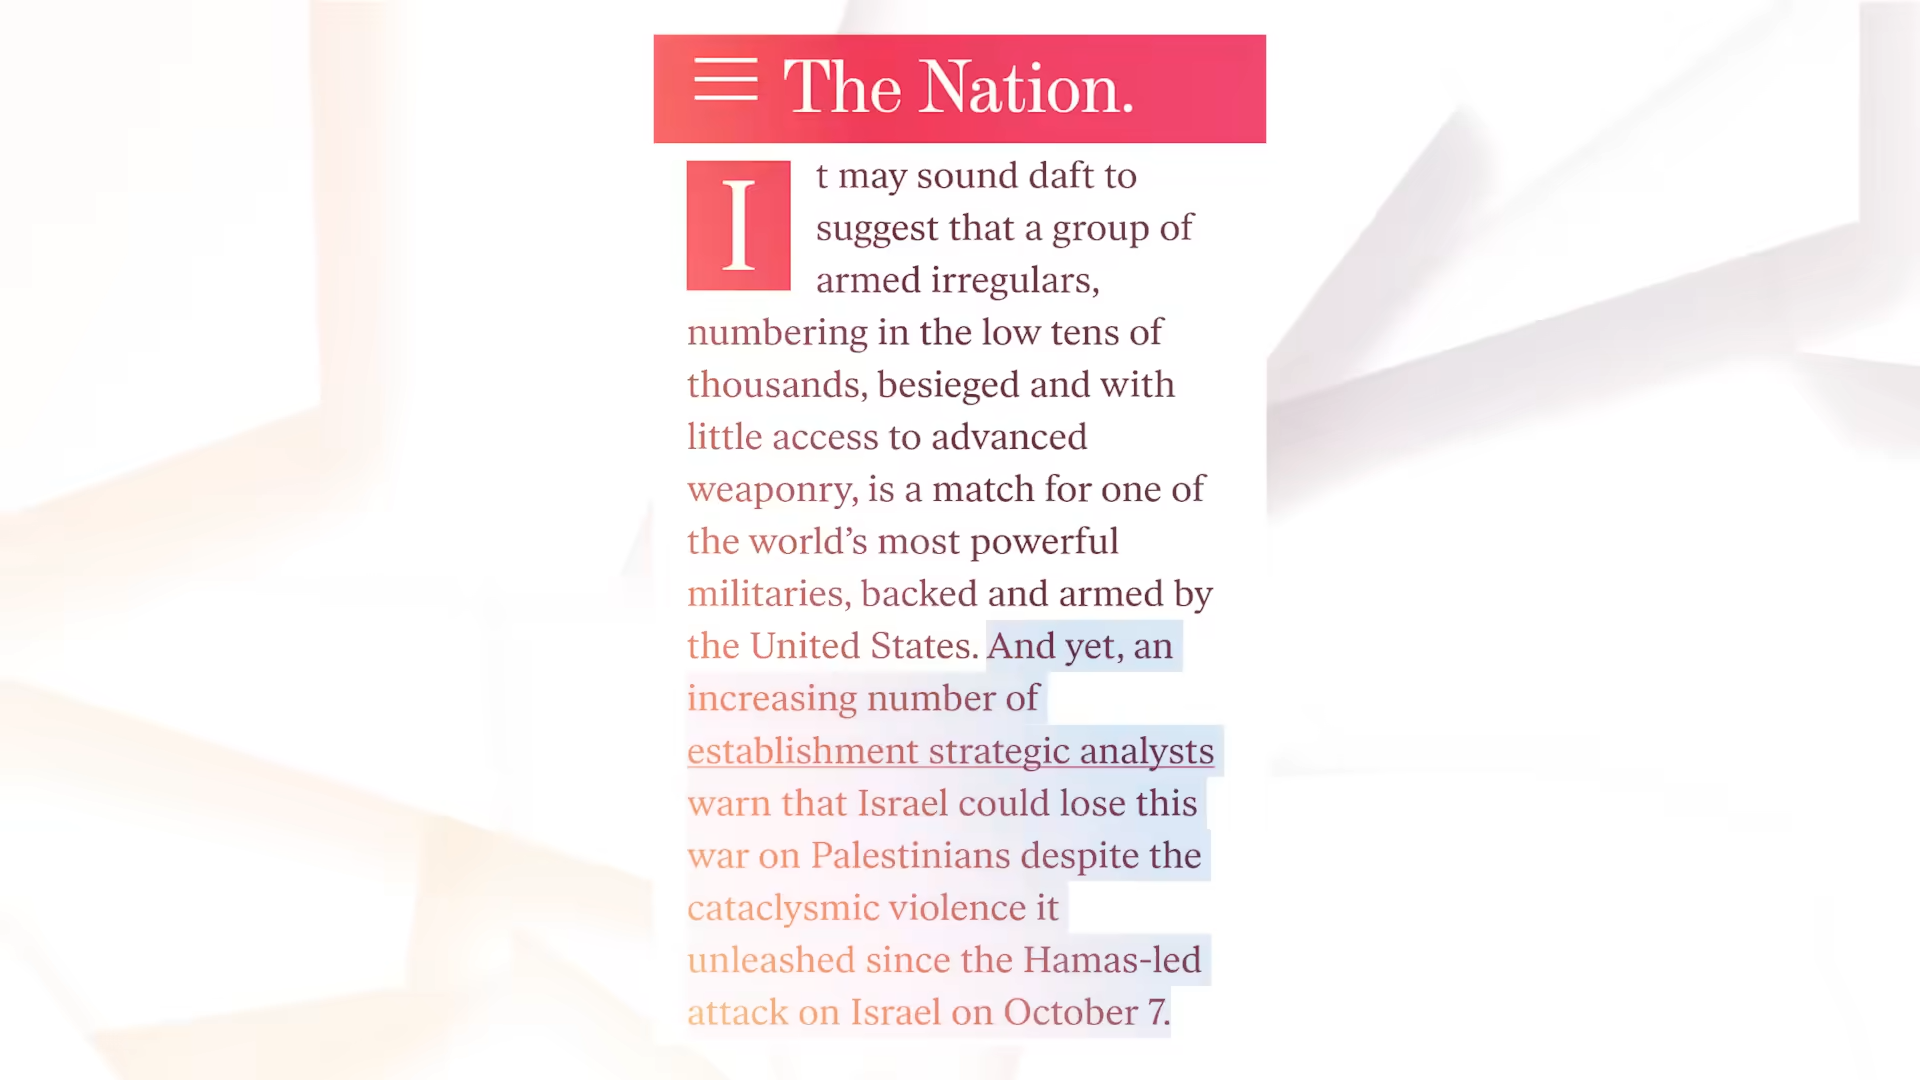 The Nation.
It may sound daft to
suggest that a group of
armed irregulars,
numbering in the low tens of
thousands, besieged and with
little access to advanced
weaponry, is a match for one of
the world’s most powerful
militaries, backed and armed by
the United States. And yet, an
increasing number of
establishment strategic analysts
warn that Israel could lose this
war on Palestinians despite the
cataclysmic violence it
unleashed since the Hamas-led
attack on Israel on October 7.